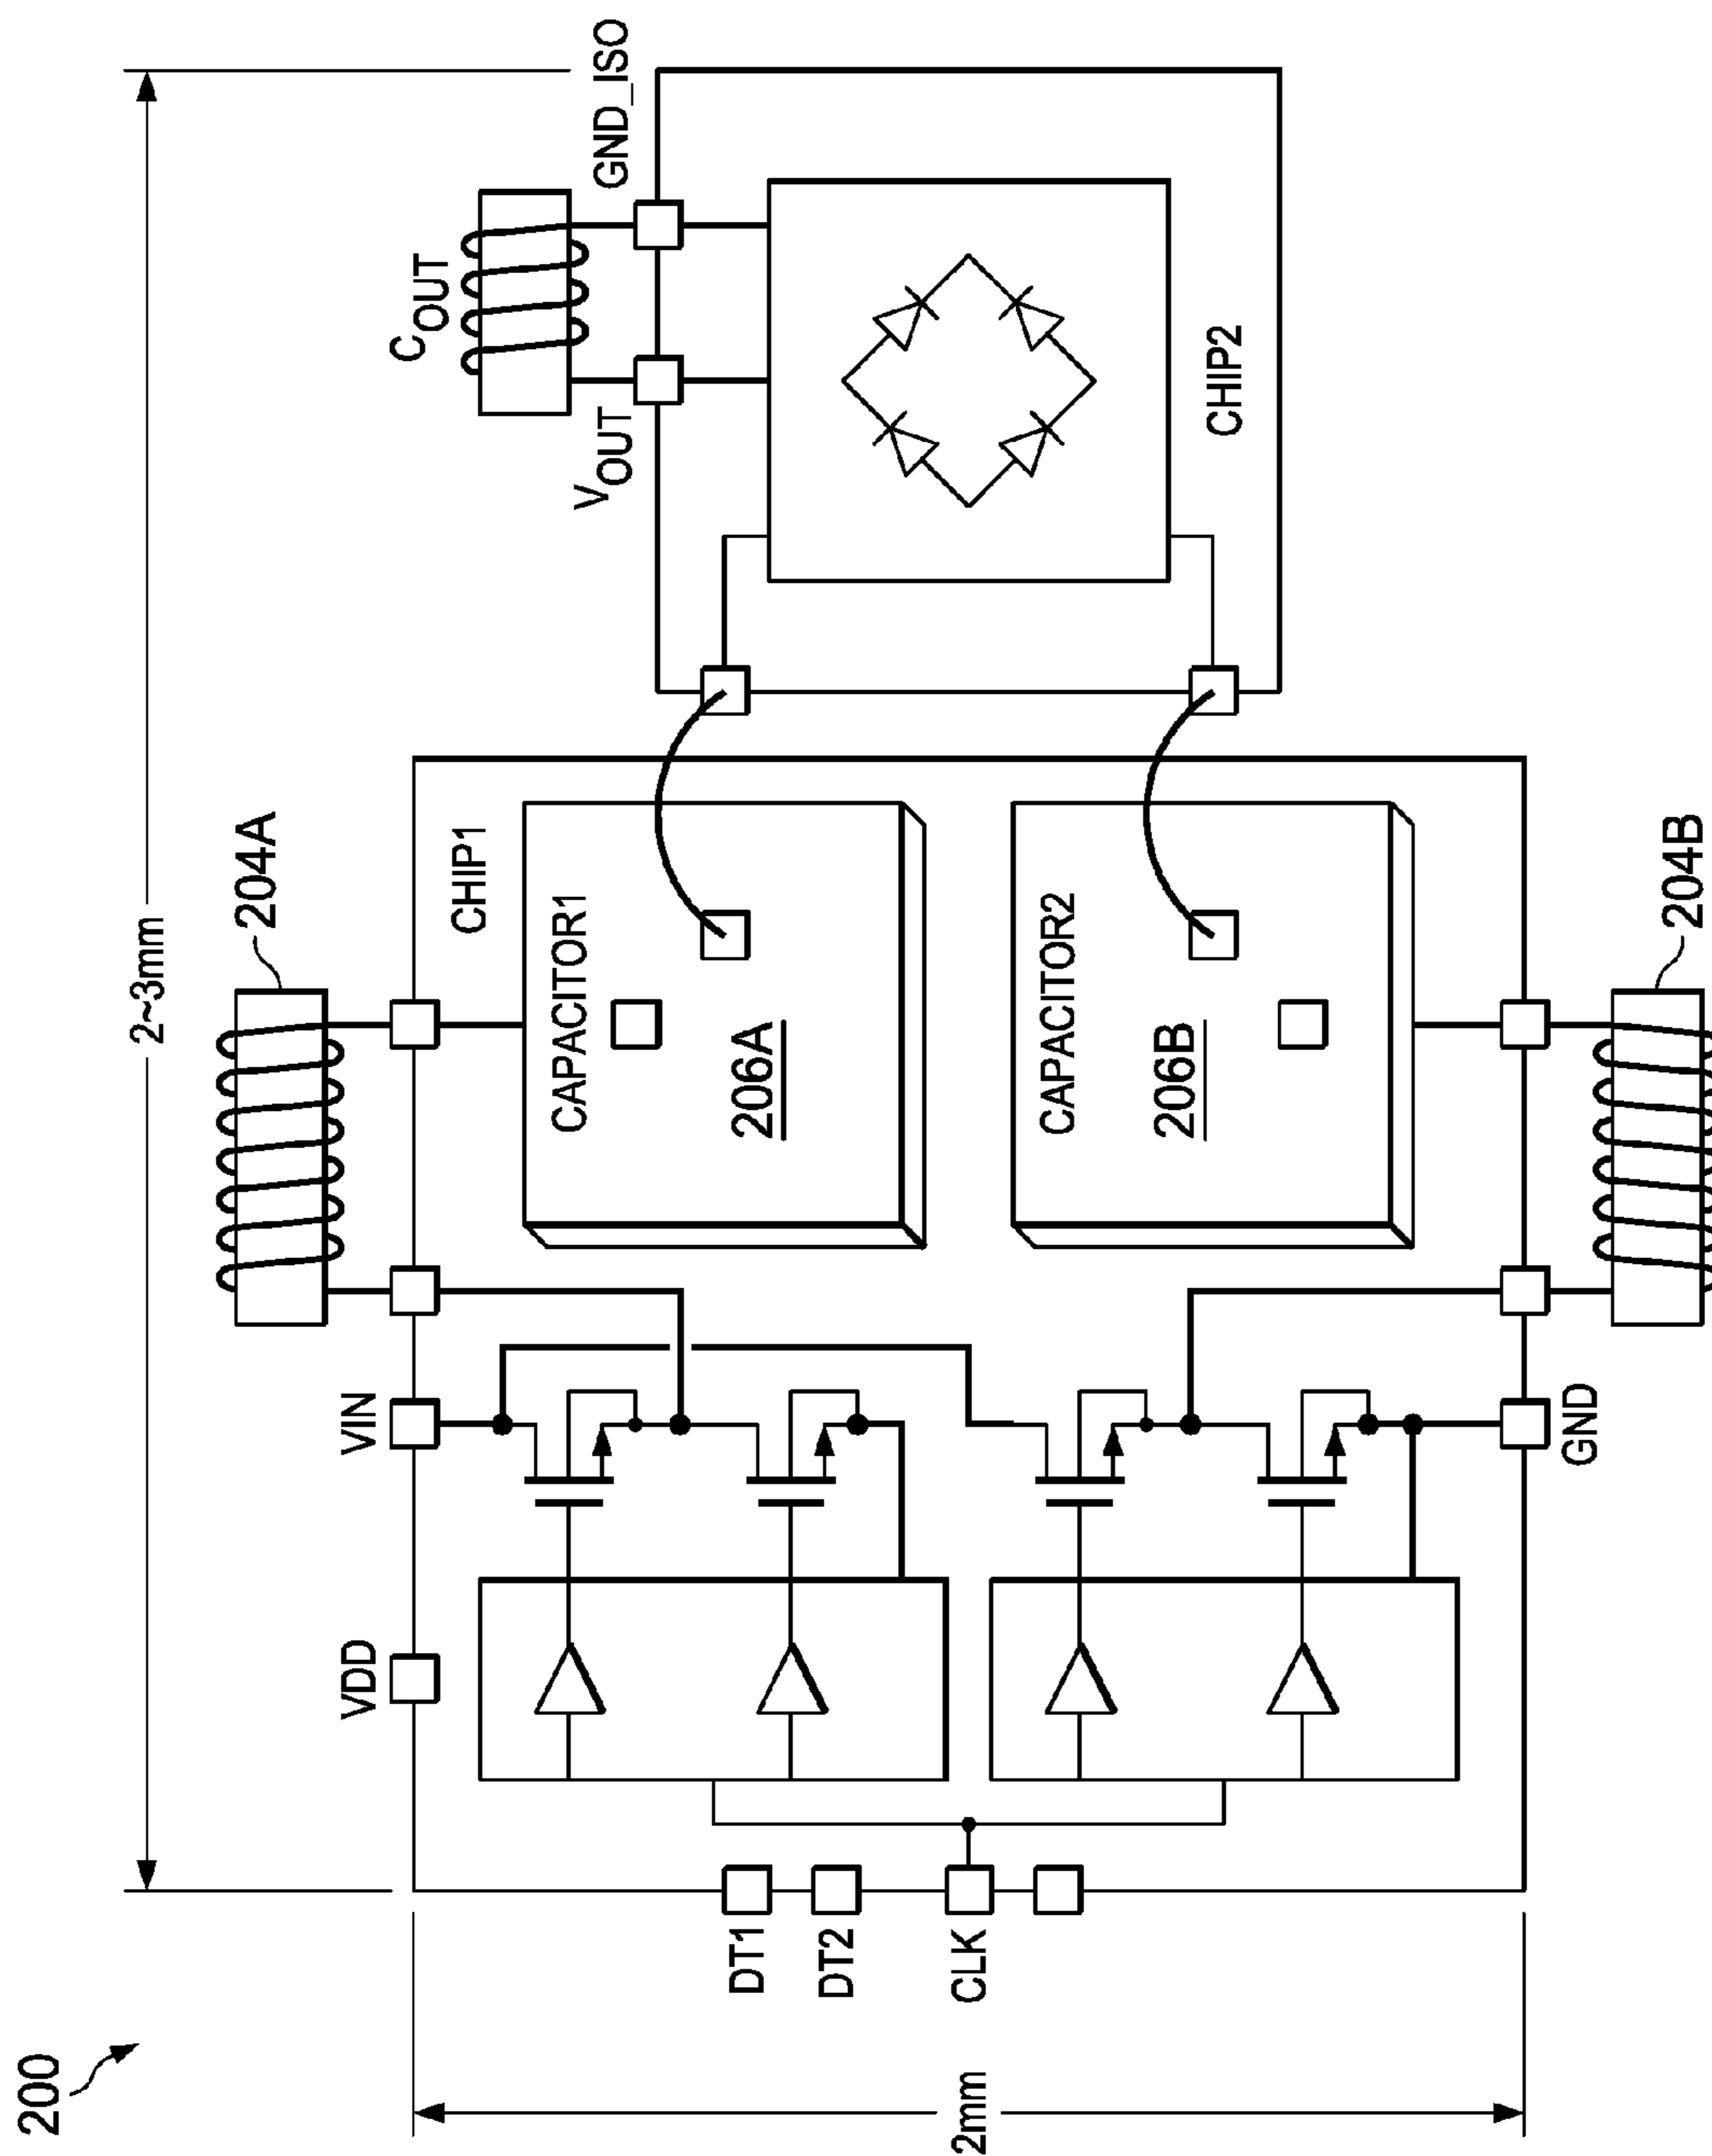 200
2~3mm
204A
VDD
VIN
CHIP1
COUT
GND_ISO
VOUT
CAPACITOR1
206A
DT1
DT2
CLK
2mm
CAPACITOR2
206B
CHIP2
GND
204B